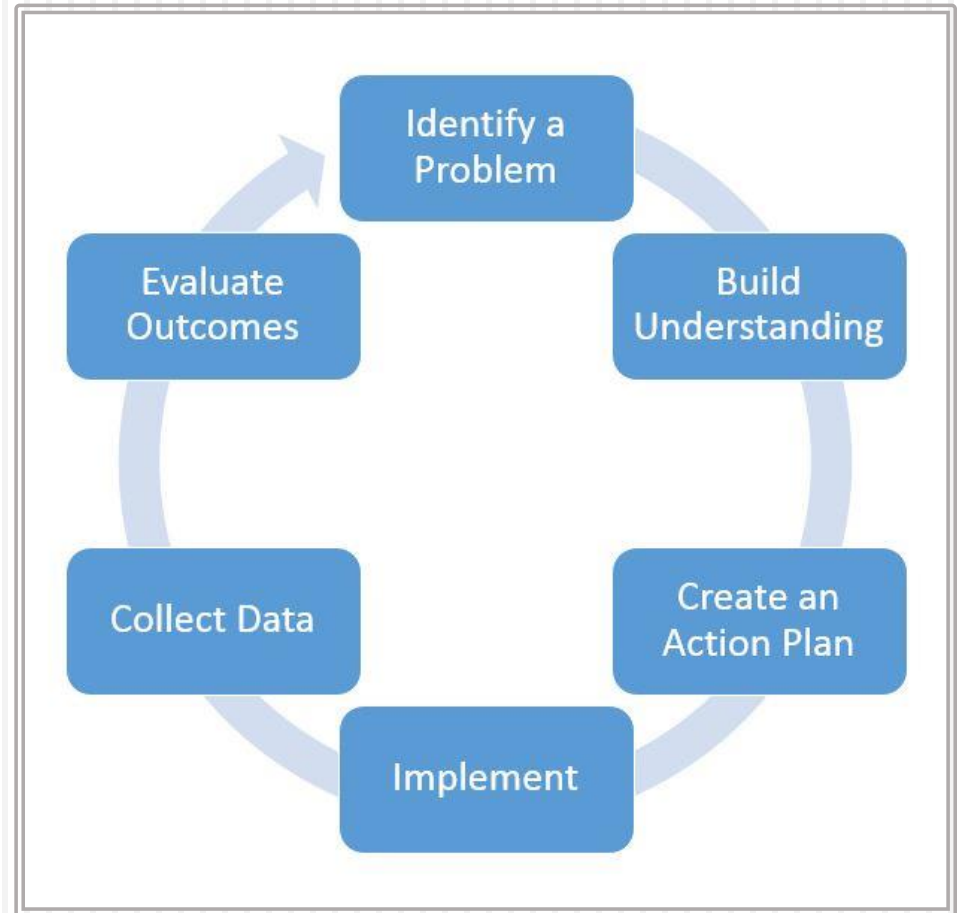 Identify a
Problem
Build
Understanding
Create an
Action Plan
Implement
Collect Data
Evaluate
Outcomes